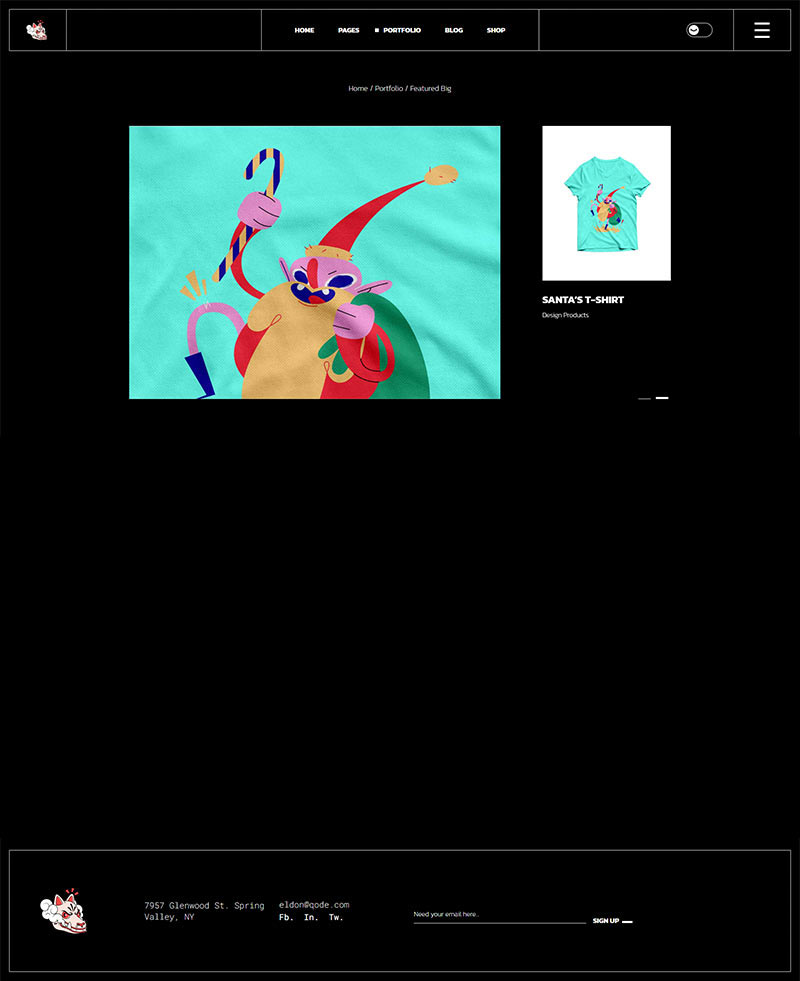 HOME PAGES PORTFOLIO BLOG SHOP
Home / Portfolio / Featured Big
SANTA'S T-SHIRT
Design Products
7957 Glenwood St. Spring
Valley, NY
eldon@qode.com
Fb. In. Tw.
Need your email here..
SIGN UP